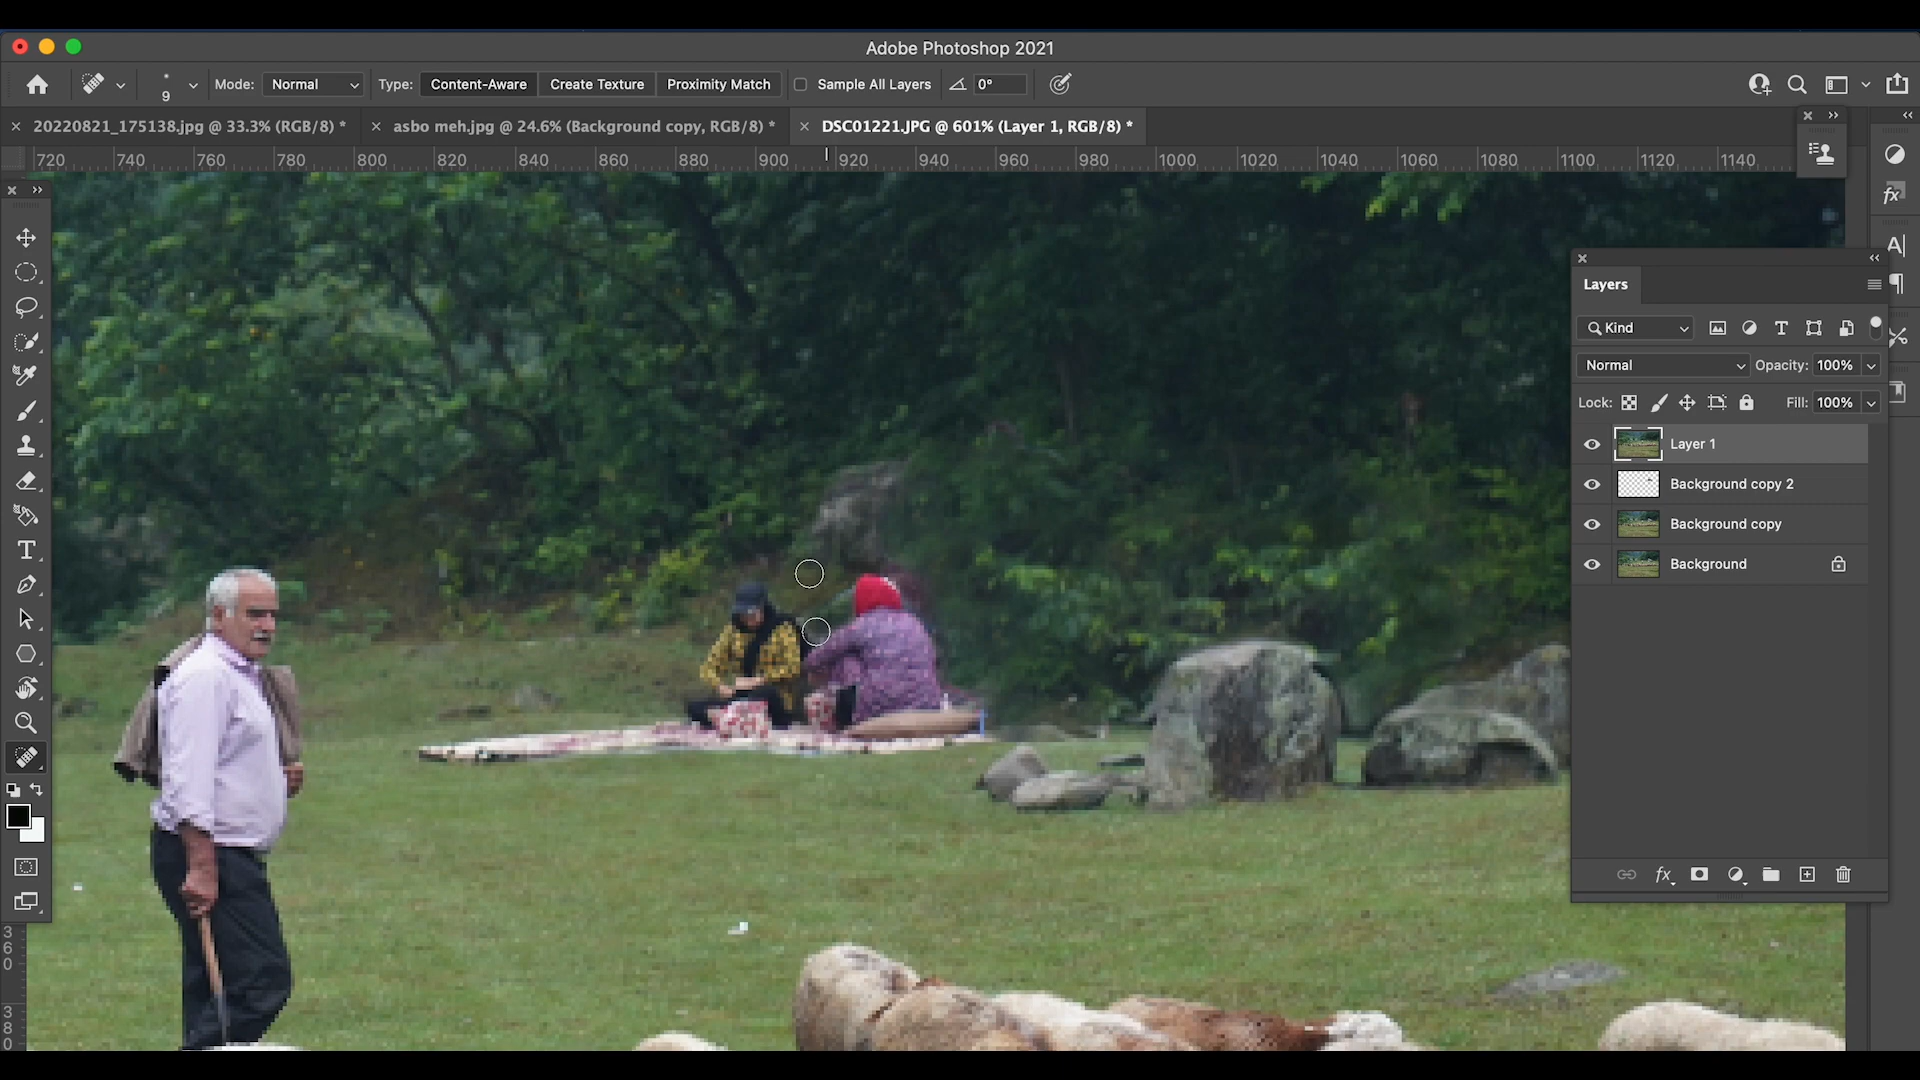 Adobe Photoshop 2021
9 Mode: Normal Type: Content-Aware Create Texture Proximity Match Sample All Layers 0°
20220821_175138.jpg @ 33.3% (RGB/8) * asbo meh.jpg @ 24.6% (Background copy, RGB/8) * DSC01221.JPG @ 601% (Layer 1, RGB/8) *
720 740 760 780 800 820 840 860 880 900 920 940 960 980 1000 1020 1040 1060 1080 1100 1120 1140
Layers
Kind
Normal Opacity: 100%
Lock: Fill: 100%
Layer 1
Background copy 2
Background copy
Background
fx
360
380